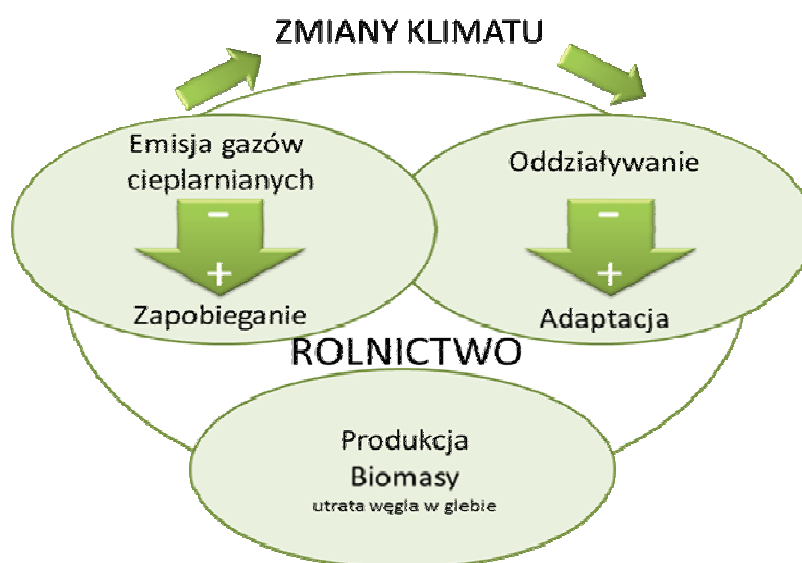 ZMIANY KLIMATU
Emisja gazów
cieplarnianych
-
+
Zapobieganie
Oddziaływanie
-
+
Adaptacja
ROLNICTWO
Produkcja
Biomasy
utrata węgla w glebie